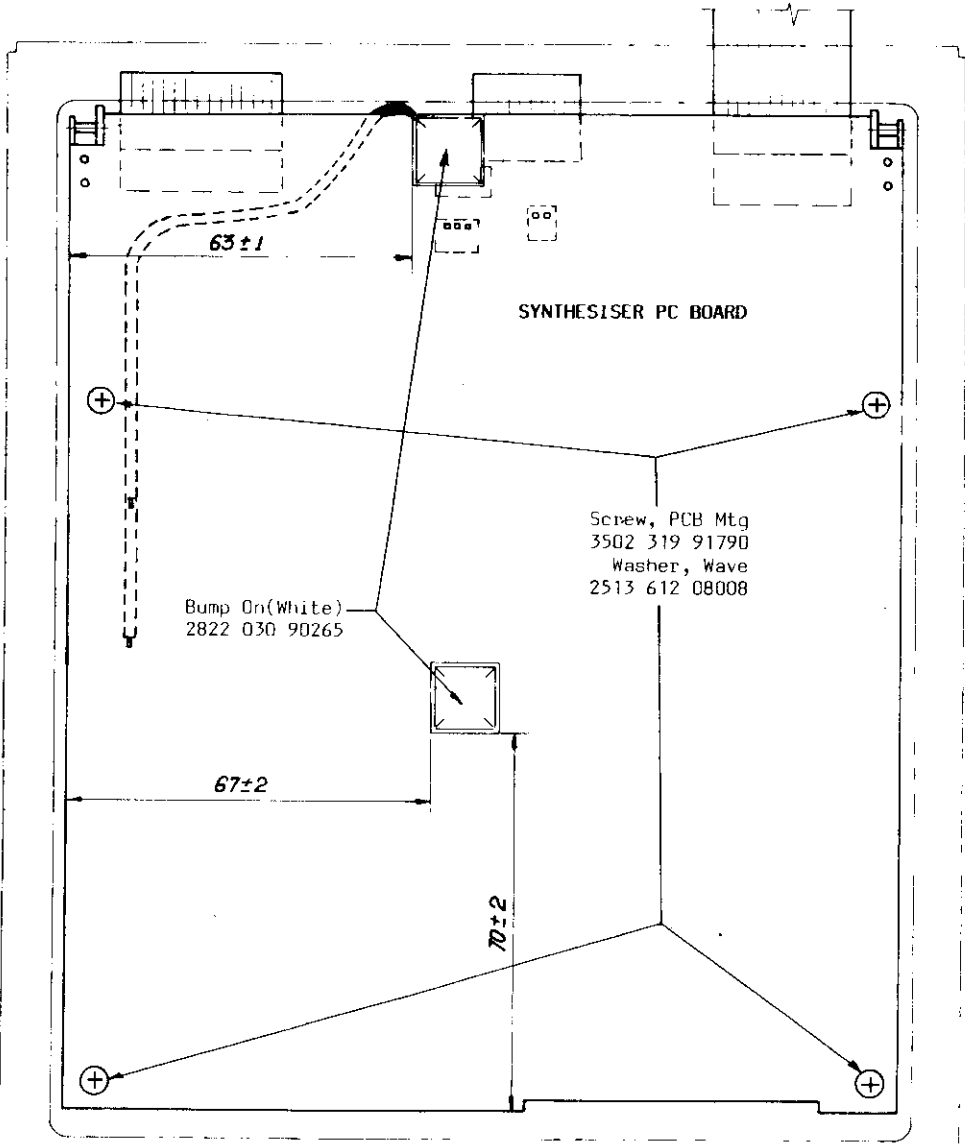 63±1
SYNTHESISER PC BOARD
Screw, PCB Mtg
3502 319 91790
Washer, Wave
2513 612 08008
Bump On(White)
2822 030 90265
67±2
70±2